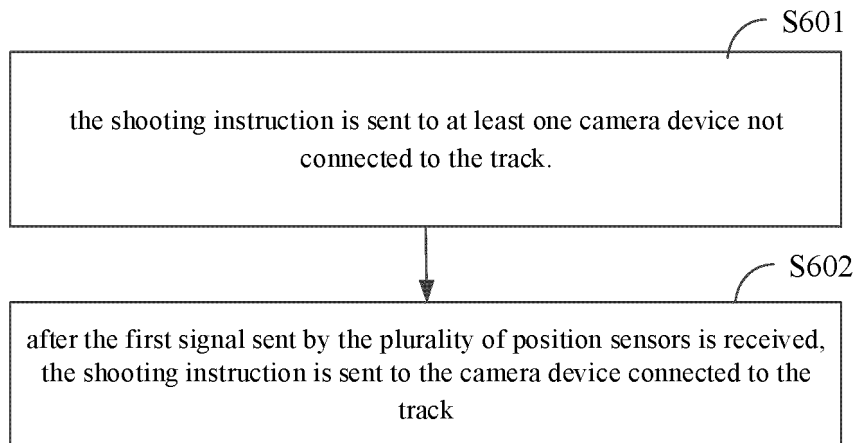 S601
the shooting instruction is sent to at least one camera device not
connected to the track.
S602
after the first signal sent by the plurality of position sensors is received,
the shooting instruction is sent to the camera device connected to the
track